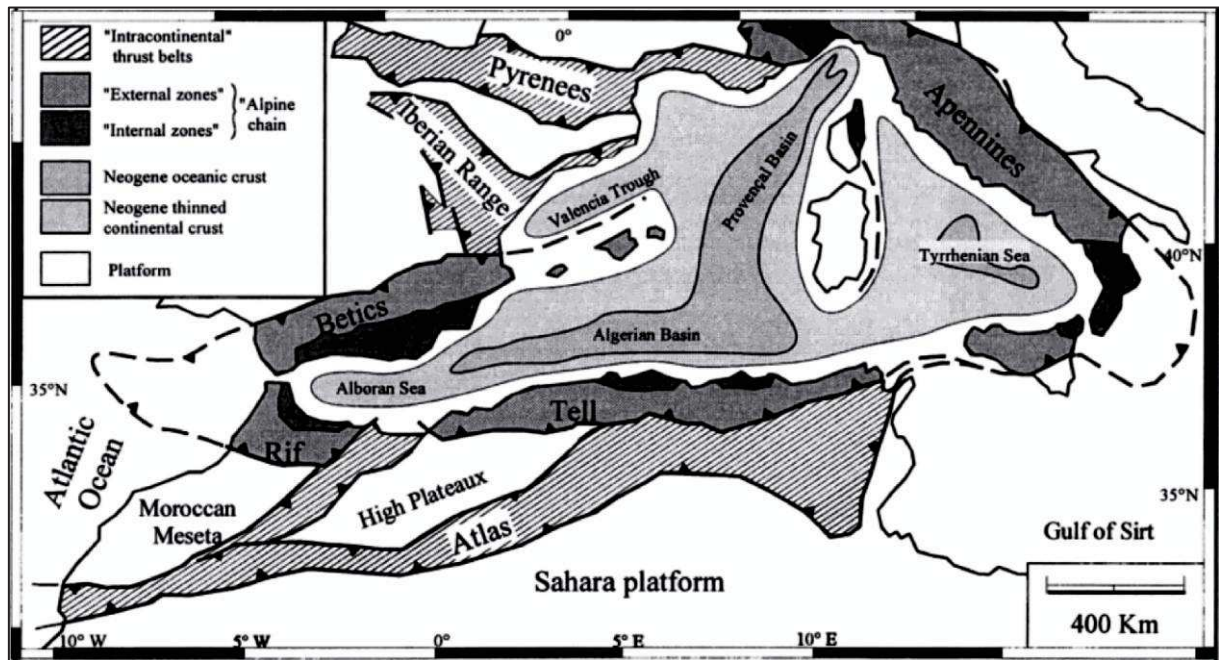 "Intracontinental"
thrust belts
"External zones"
"Alpine
chain
"Internal zones"
Neogene oceanic crust
Neogene thinned
continental crust
Platform
0°
Pyrenees
Iberian Range
Apennines
Valencia Trough
Provençal Basin
Tyrrhenian Sea
40°N
Betics
Algerian Basin
Alboran Sea
35°N
Tell
Rif
Atlantic
Ocean
Moroccan
Meseta
High Plateaux
Atlas
35°N
Gulf of Sirt
Sahara platform
400 Km
10° W
5° W
0°
5° E
10° E